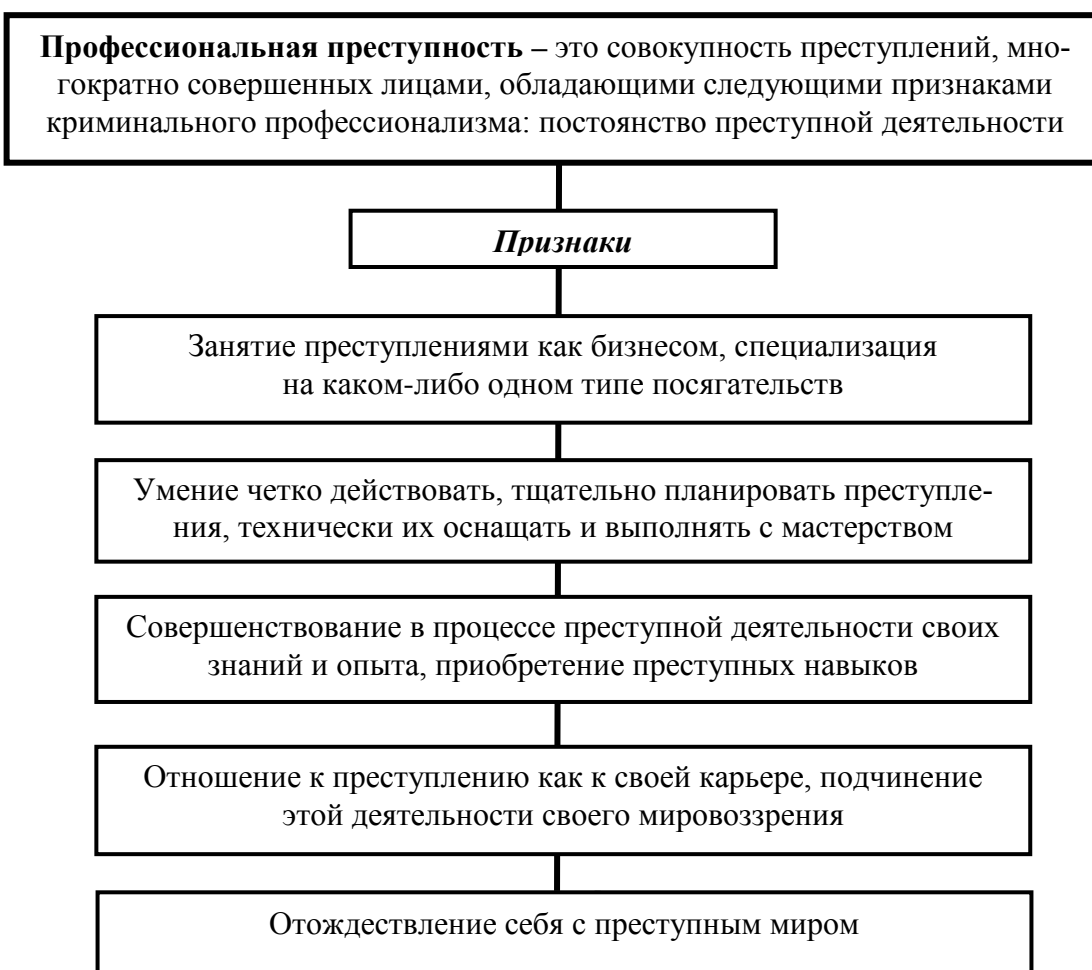 Профессиональная преступность – это совокупность преступлений, мно-
гократно совершенных лицами, обладающими следующими признаками
криминального профессионализма: постоянство преступной деятельности
Признаки
Занятие преступлениями как бизнесом, специализация
на каком-либо одном типе посягательств
Умение четко действовать, тщательно планировать преступле-
ния, технически их оснащать и выполнять с мастерством
Совершенствование в процессе преступной деятельности своих
знаний и опыта, приобретение преступных навыков
Отношение к преступлению как к своей карьере, подчинение
этой деятельности своего мировоззрения
Отождествление себя с преступным миром